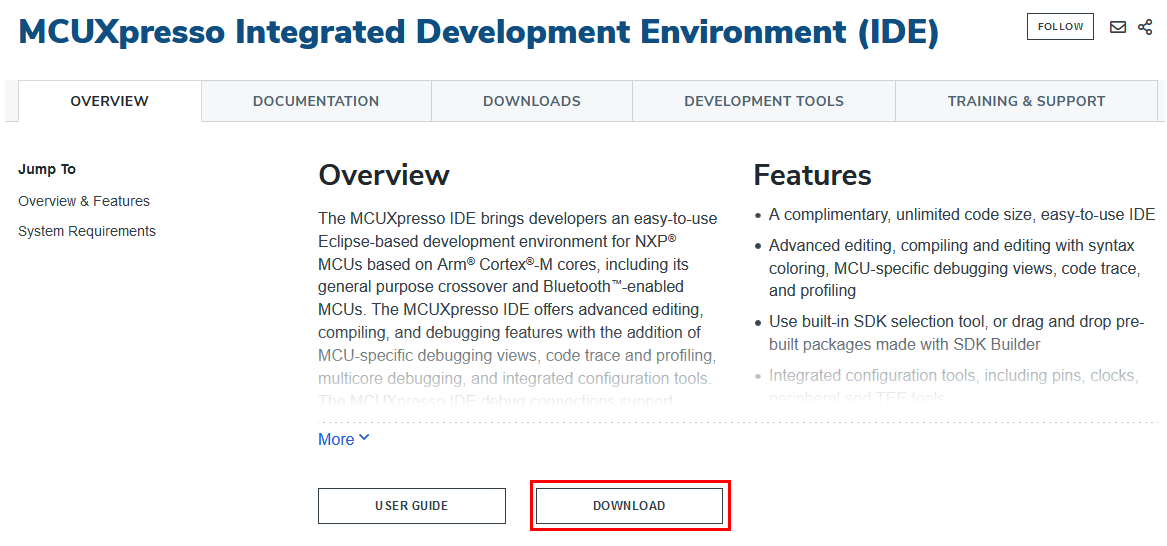 MCUXpresso Integrated Development Environment (IDE)
FOLLOW
OVERVIEW
DOCUMENTATION
DOWNLOADS
DEVELOPMENT TOOLS
TRAINING & SUPPORT
Jump To
Overview & Features
System Requirements
Overview
The MCUXpresso IDE brings developers an easy-to-use
Eclipse-based development environment for NXP®
MCUs based on Arm® Cortex®-M cores, including its
general purpose crossover and Bluetooth™-enabled
MCUs. The MCUXpresso IDE offers advanced editing,
compiling, and debugging features with the addition of
MCU-specific debugging views, code trace and profiling,
multicore debugging, and integrated configuration tools.
The MCUXpresso IDE debug connections support
Features
• A complimentary, unlimited code size, easy-to-use IDE
• Advanced editing, compiling and editing with syntax
coloring, MCU-specific debugging views, code trace,
and profiling
• Use built-in SDK selection tool, or drag and drop pre-
built packages made with SDK Builder
• Integrated configuration tools, including pins, clocks,
peripheral and TEE tools
More
USER GUIDE
DOWNLOAD